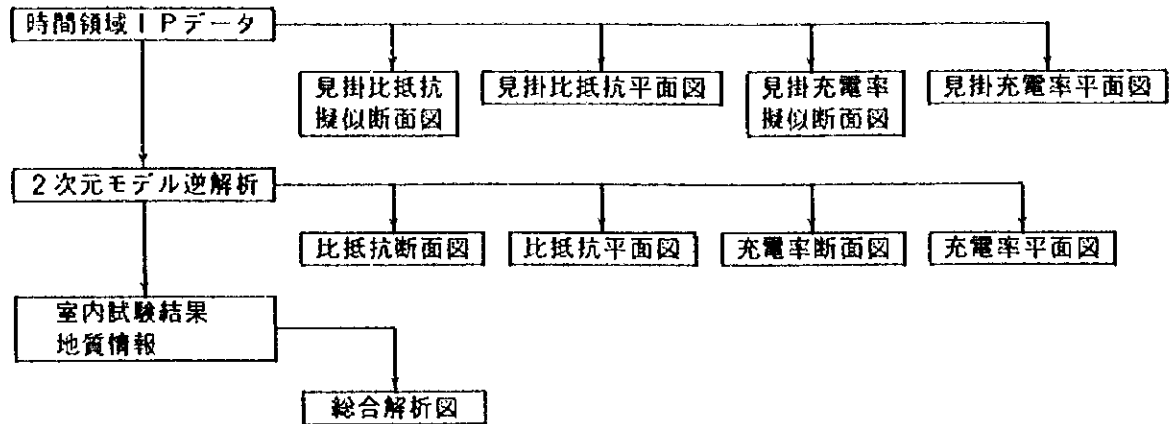 時間領域IPデータ
見掛比抵抗
擬似断面図
見掛比抵抗平面図
見掛充電率
擬似断面図
見掛充電率平面図
2次元モデル逆解析
比抵抗断面図
比抵抗平面図
充電率断面図
充電率平面図
室内試験結果
地質情報
総合解析図